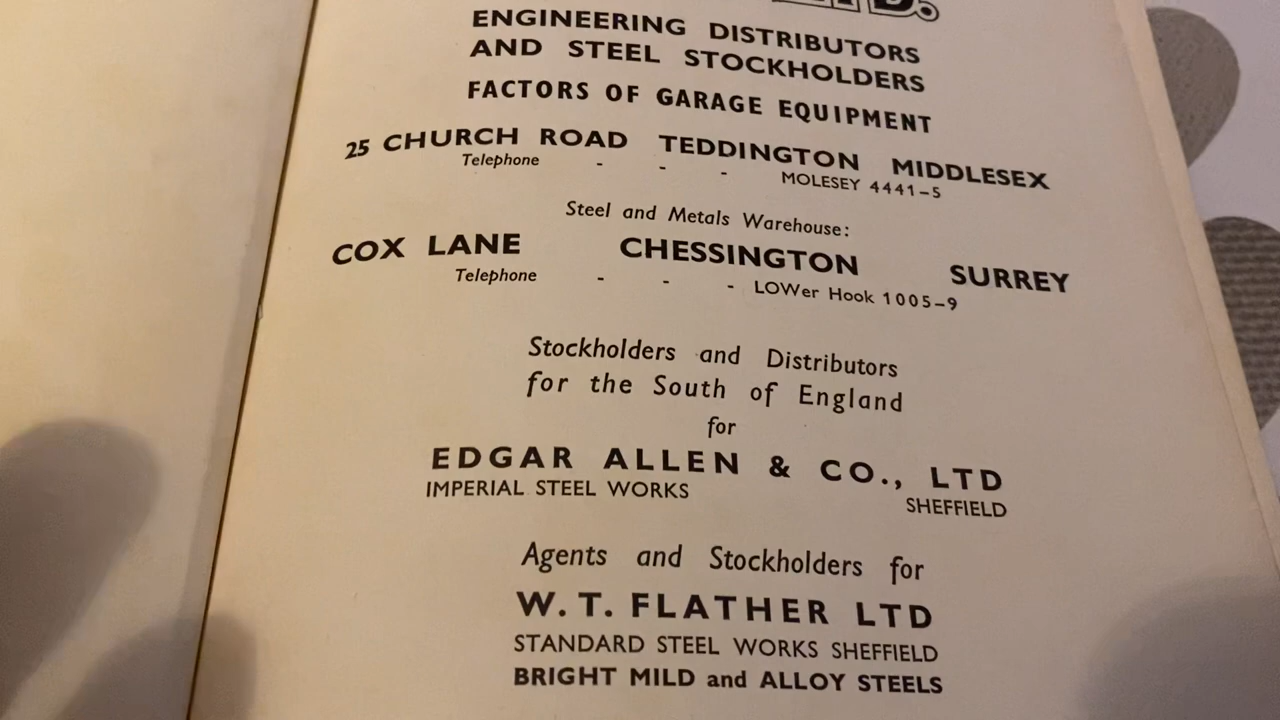 LTD.
ENGINEERING DISTRIBUTORS
AND STEEL STOCKHOLDERS
FACTORS OF GARAGE EQUIPMENT
25 CHURCH ROAD TEDDINGTON MIDDLESEX
Telephone - - - MOLESEY 4441-5
Steel and Metals Warehouse:
COX LANE CHESSINGTON SURREY
Telephone - - - LOWer Hook 1005-9
Stockholders and Distributors
for the South of England
for
EDGAR ALLEN & CO., LTD
IMPERIAL STEEL WORKS SHEFFIELD
Agents and Stockholders for
W. T. FLATHER LTD
STANDARD STEEL WORKS SHEFFIELD
BRIGHT MILD and ALLOY STEELS